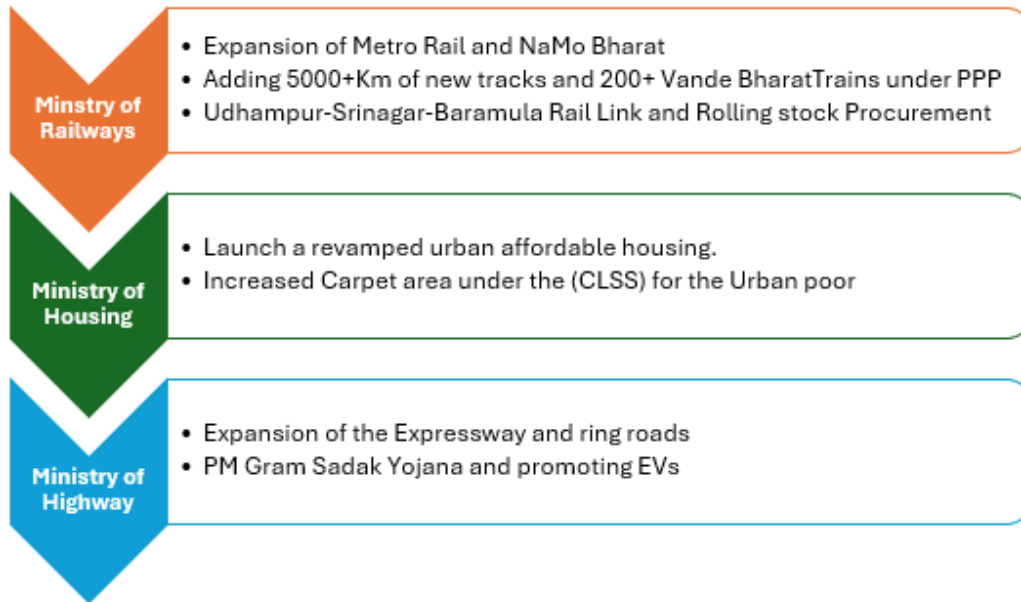 Minstry of
Railways
• Expansion of Metro Rail and NaMo Bharat
• Adding 5000+Km of new tracks and 200+ Vande BharatTrains under PPP
• Udhampur-Srinagar-Baramula Rail Link and Rolling stock Procurement
Ministry of
Housing
• Launch a revamped urban affordable housing.
• Increased Carpet area under the (CLSS) for the Urban poor
Ministry of
Highway
• Expansion of the Expressway and ring roads
• PM Gram Sadak Yojana and promoting EVs